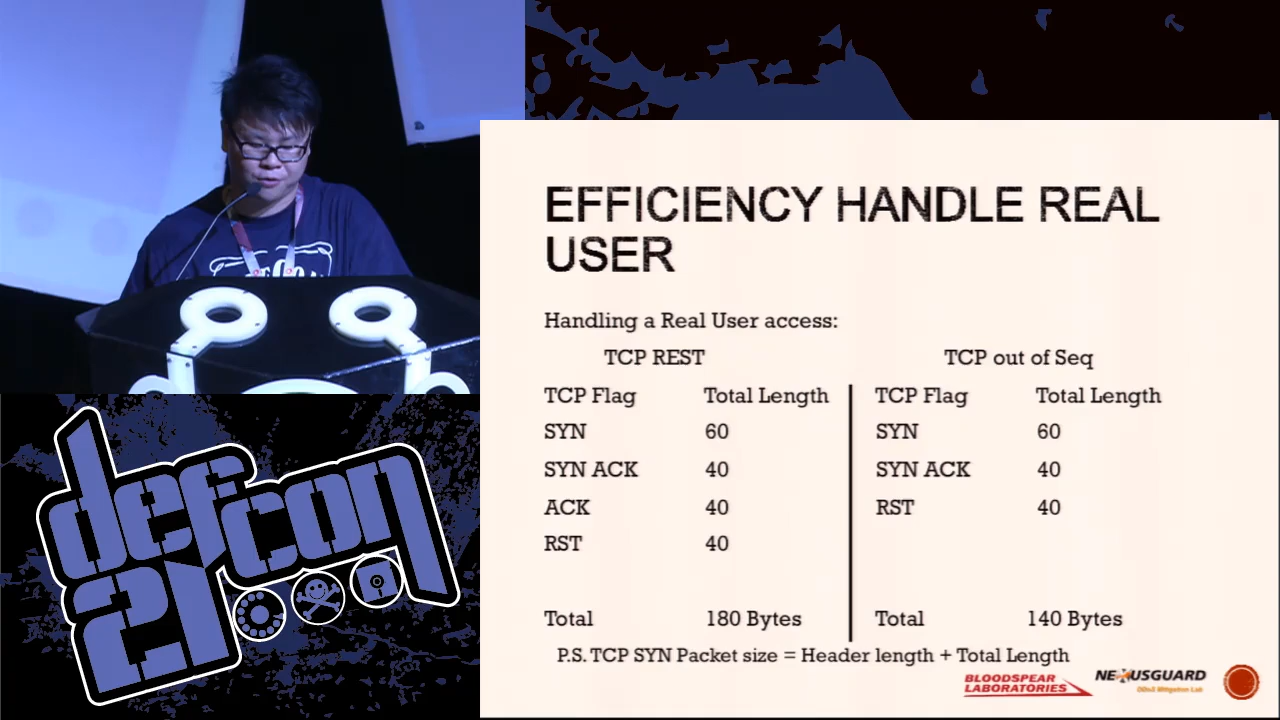 EFFICIENCY HANDLE REAL
USER
Handling a Real User access:
TCP REST TCP out of Seq
TCP Flag Total Length TCP Flag Total Length
SYN 60 SYN 60
SYN ACK 40 SYN ACK 40
ACK 40 RST 40
RST 40
Total 180 Bytes Total 140 Bytes
P.S. TCP SYN Packet size = Header length + Total Length
BLOODSPEAR
LABORATORIES
NEXUSGUARD
DDoS Mitigation Lab
defcon
21